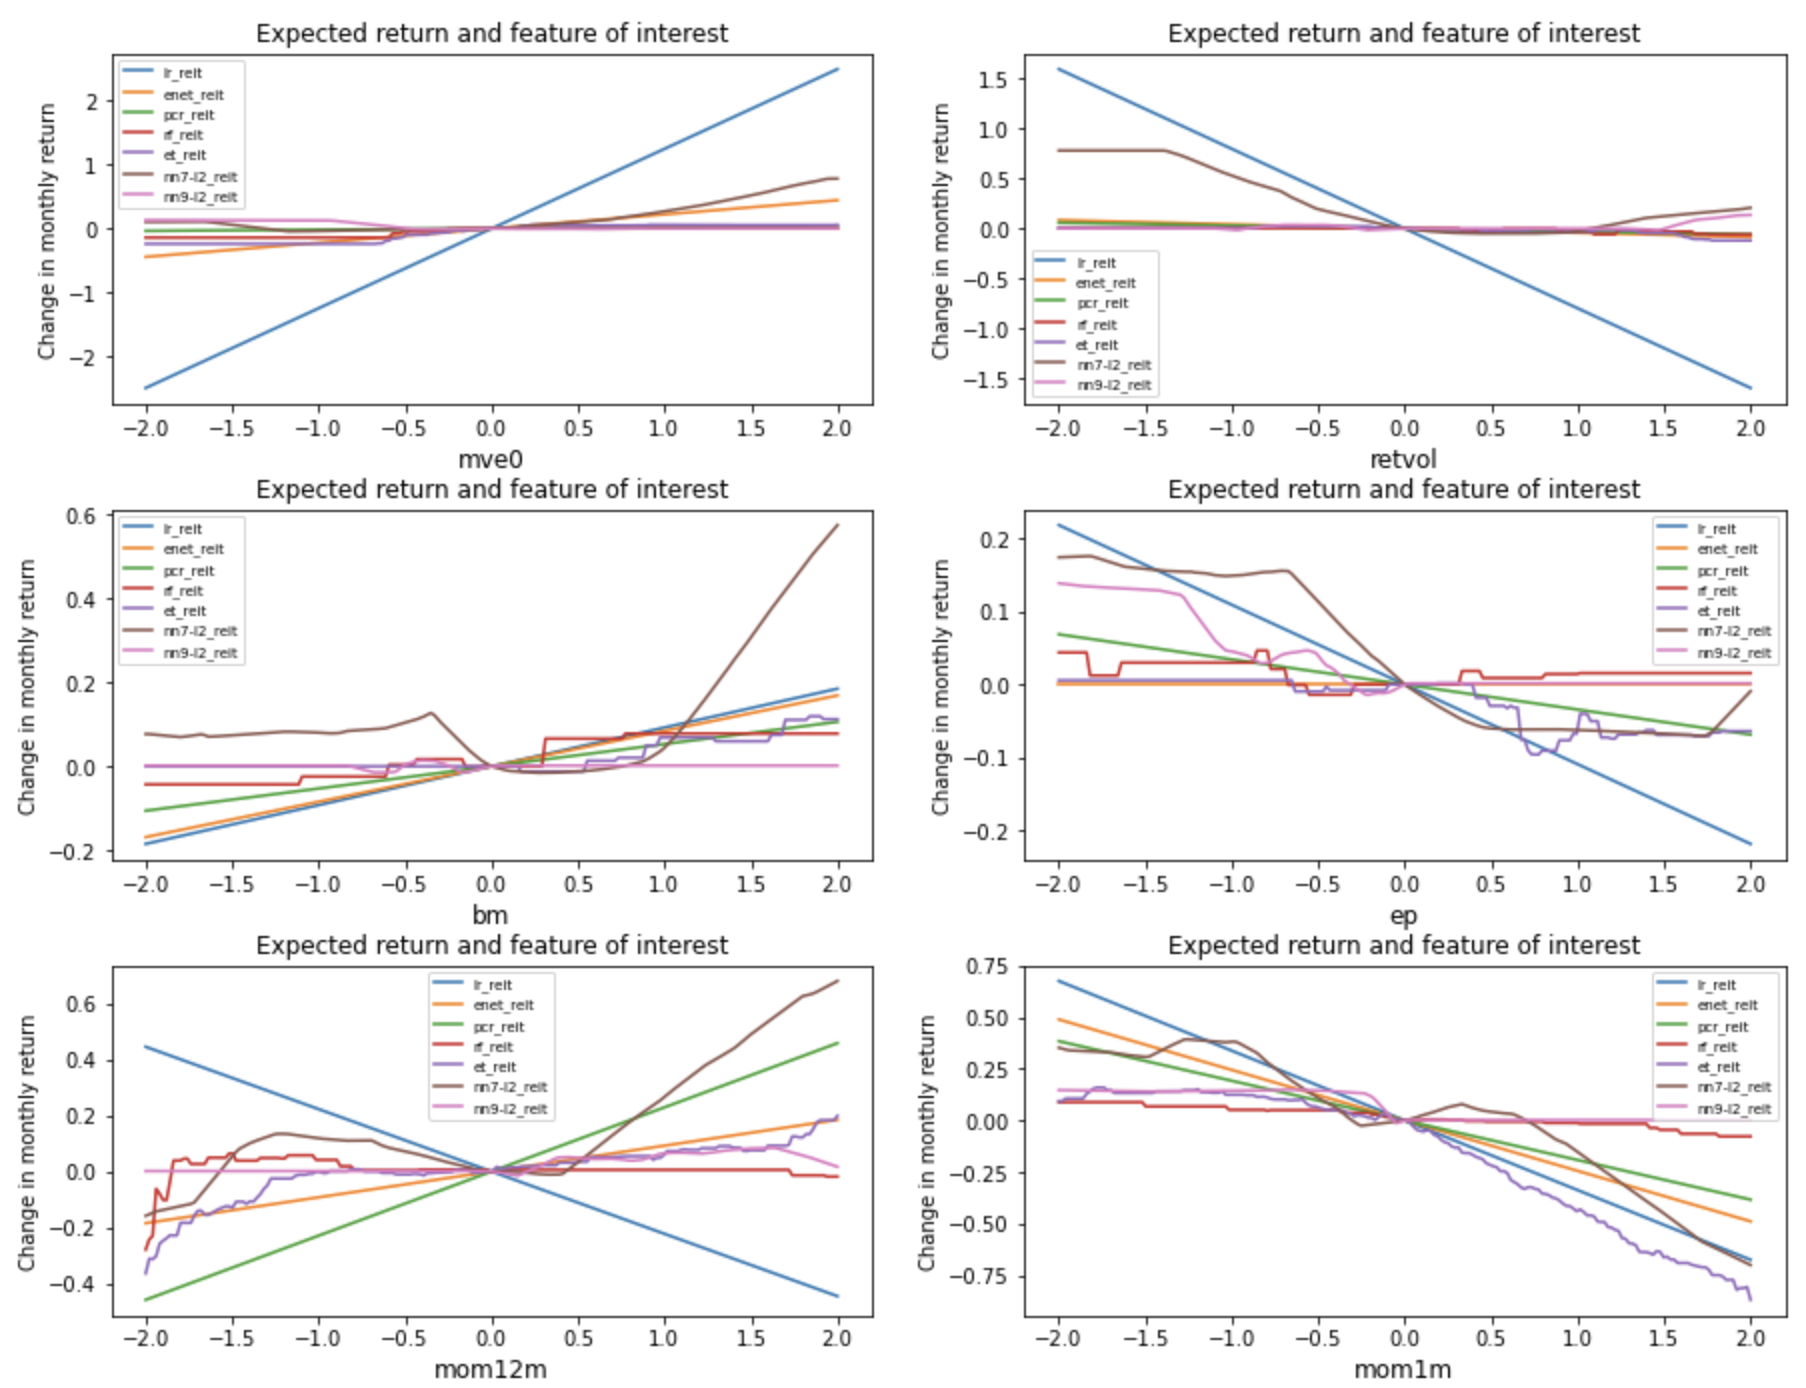 Expected return and feature of interest
Change in monthly return
2
1
0
−1
−2
lr_reit
enet_reit
pcr_reit
rf_reit
et_reit
nn7-l2_reit
nn9-l2_reit
−2.0 −1.5 −1.0 −0.5 0.0 0.5 1.0 1.5 2.0
mve0
Expected return and feature of interest
Change in monthly return
1.5
1.0
0.5
0.0
−0.5
−1.0
−1.5
lr_reit
enet_reit
pcr_reit
rf_reit
et_reit
nn7-l2_reit
nn9-l2_reit
−2.0 −1.5 −1.0 −0.5 0.0 0.5 1.0 1.5 2.0
retvol
Expected return and feature of interest
Change in monthly return
0.6
0.4
0.2
0.0
−0.2
lr_reit
enet_reit
pcr_reit
rf_reit
et_reit
nn7-l2_reit
nn9-l2_reit
−2.0 −1.5 −1.0 −0.5 0.0 0.5 1.0 1.5 2.0
bm
Expected return and feature of interest
Change in monthly return
0.2
0.1
0.0
−0.1
−0.2
lr_reit
enet_reit
pcr_reit
rf_reit
et_reit
nn7-l2_reit
nn9-l2_reit
−2.0 −1.5 −1.0 −0.5 0.0 0.5 1.0 1.5 2.0
ep
Expected return and feature of interest
Change in monthly return
0.6
0.4
0.2
0.0
−0.2
−0.4
lr_reit
enet_reit
pcr_reit
rf_reit
et_reit
nn7-l2_reit
nn9-l2_reit
−2.0 −1.5 −1.0 −0.5 0.0 0.5 1.0 1.5 2.0
mom12m
Expected return and feature of interest
Change in monthly return
0.75
0.50
0.25
0.00
−0.25
−0.50
−0.75
lr_reit
enet_reit
pcr_reit
rf_reit
et_reit
nn7-l2_reit
nn9-l2_reit
−2.0 −1.5 −1.0 −0.5 0.0 0.5 1.0 1.5 2.0
mom1m